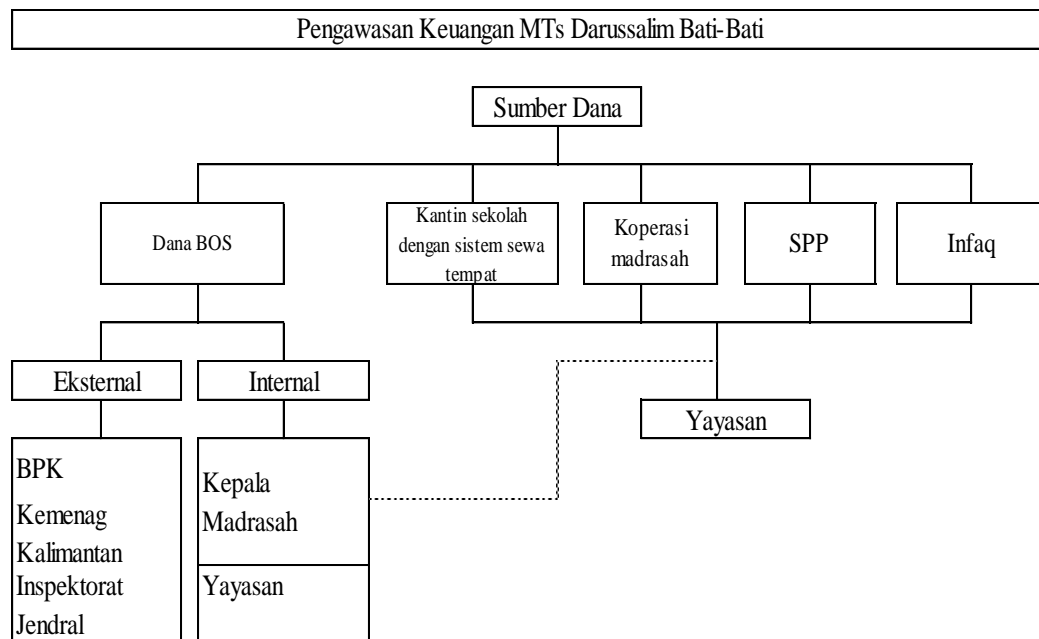 Pengawasan Keuangan MTs Darussalim Bati-Bati
Sumber Dana
Dana BOS
Kantin sekolah
dengan sistem sewa
tempat
Koperasi
madrasah
SPP
Infaq
Eksternal
Internal
Yayasan
BPK
Kemenag
Kalimantan
Inspektorat
Jendral
Kepala
Madrasah
Yayasan